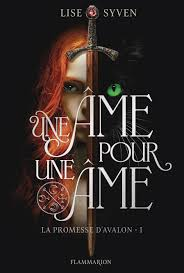 LISE
SYVEN
UNE ÂME
POUR
UNE ÂME
LA PROMESSE D'AVALON - I
FLAMMARION